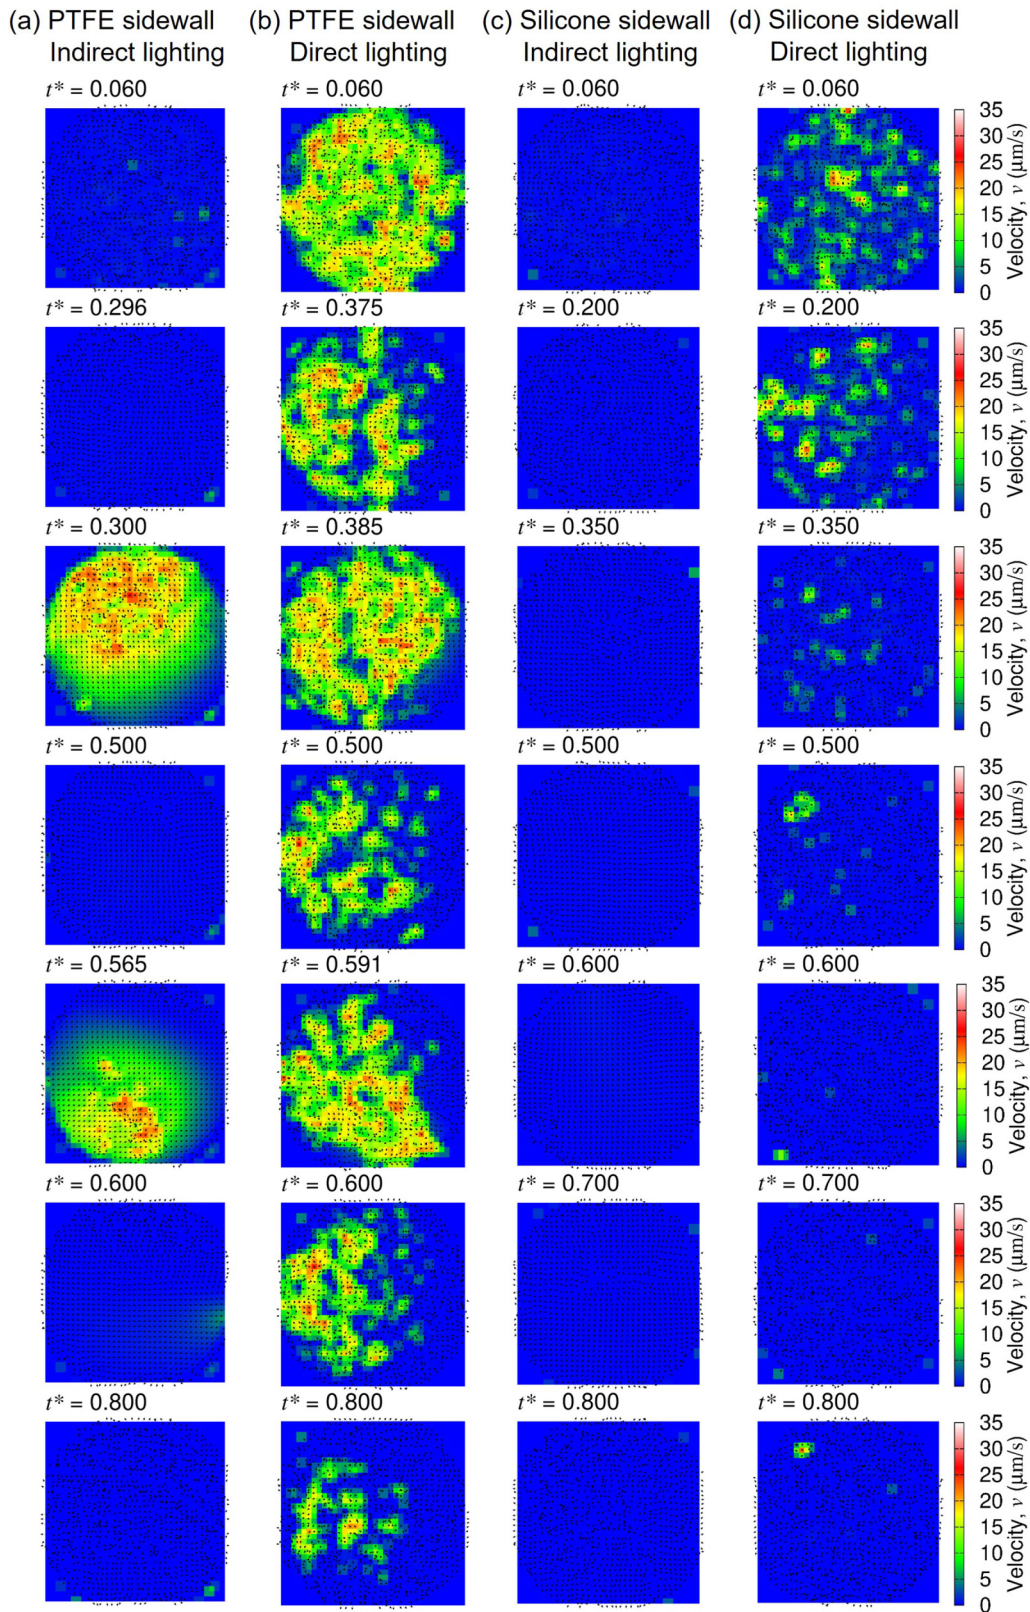 (a) PTFE sidewall
Indirect lighting
(b) PTFE sidewall
Direct lighting
(c) Silicone sidewall
Indirect lighting
(d) Silicone sidewall
Direct lighting
t* = 0.060
t* = 0.060
t* = 0.060
t* = 0.060
35
30
25
20
15
10
5
0
Velocity, v (μm/s)
t* = 0.296
t* = 0.375
t* = 0.200
t* = 0.200
35
30
25
20
15
10
5
0
Velocity, v (μm/s)
t* = 0.300
t* = 0.385
t* = 0.350
t* = 0.350
35
30
25
20
15
10
5
0
Velocity, v (μm/s)
t* = 0.500
t* = 0.500
t* = 0.500
t* = 0.500
35
30
25
20
15
10
5
0
Velocity, v (μm/s)
t* = 0.565
t* = 0.591
t* = 0.600
t* = 0.600
35
30
25
20
15
10
5
0
Velocity, v (μm/s)
t* = 0.600
t* = 0.600
t* = 0.700
t* = 0.700
35
30
25
20
15
10
5
0
Velocity, v (μm/s)
t* = 0.800
t* = 0.800
t* = 0.800
t* = 0.800
35
30
25
20
15
10
5
0
Velocity, v (μm/s)